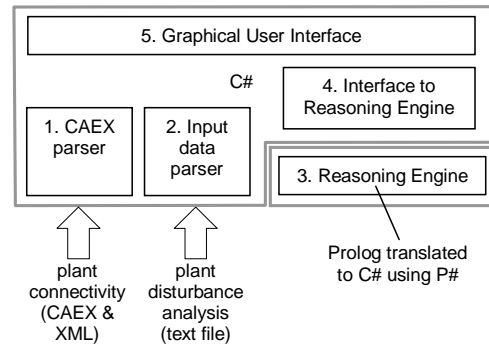 5. Graphical User Interface
C#
4. Interface to
Reasoning Engine
1. CAEX
parser
2. Input
data
parser
3. Reasoning Engine
Prolog translated
to C# using P#
plant
connectivity
(CAEX &
XML)
plant
disturbance
analysis
(text file)